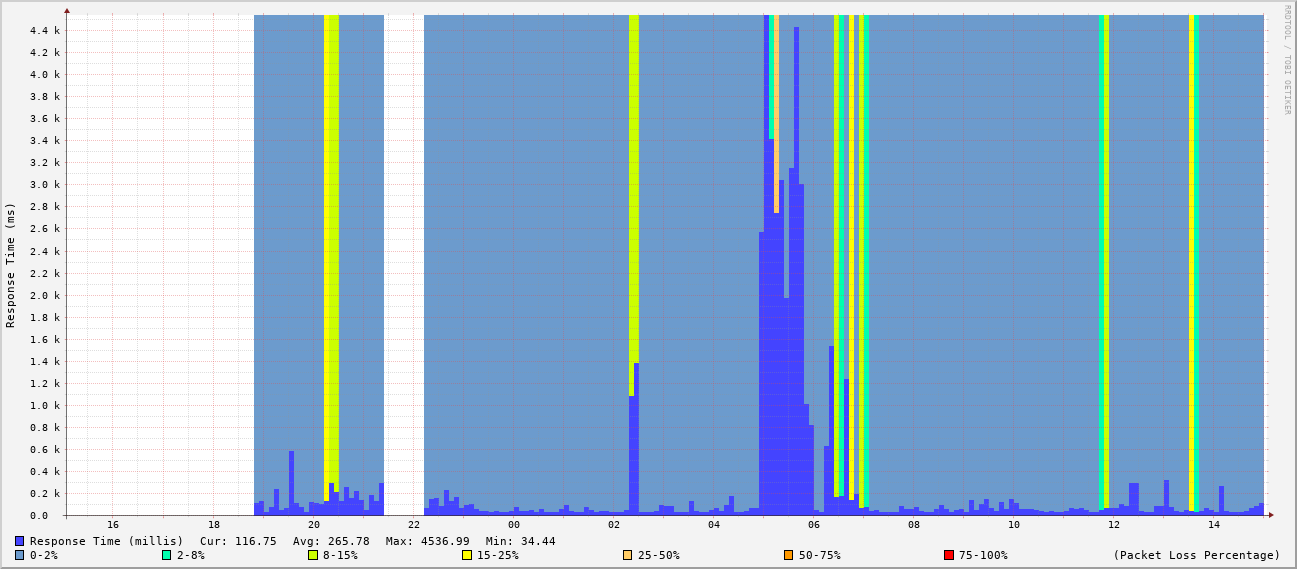 RRDTOOL / TOBI OETIKER
Response Time (ms)
4.4 k
4.2 k
4.0 k
3.8 k
3.6 k
3.4 k
3.2 k
3.0 k
2.8 k
2.6 k
2.4 k
2.2 k
2.0 k
1.8 k
1.6 k
1.4 k
1.2 k
1.0 k
0.8 k
0.6 k
0.4 k
0.2 k
0.0
16 18 20 22 00 02 04 06 08 10 12 14
Response Time (millis) Cur: 116.75 Avg: 265.78 Max: 4536.99 Min: 34.44
0-2% 2-8% 8-15% 15-25% 25-50% 50-75% 75-100% (Packet Loss Percentage)